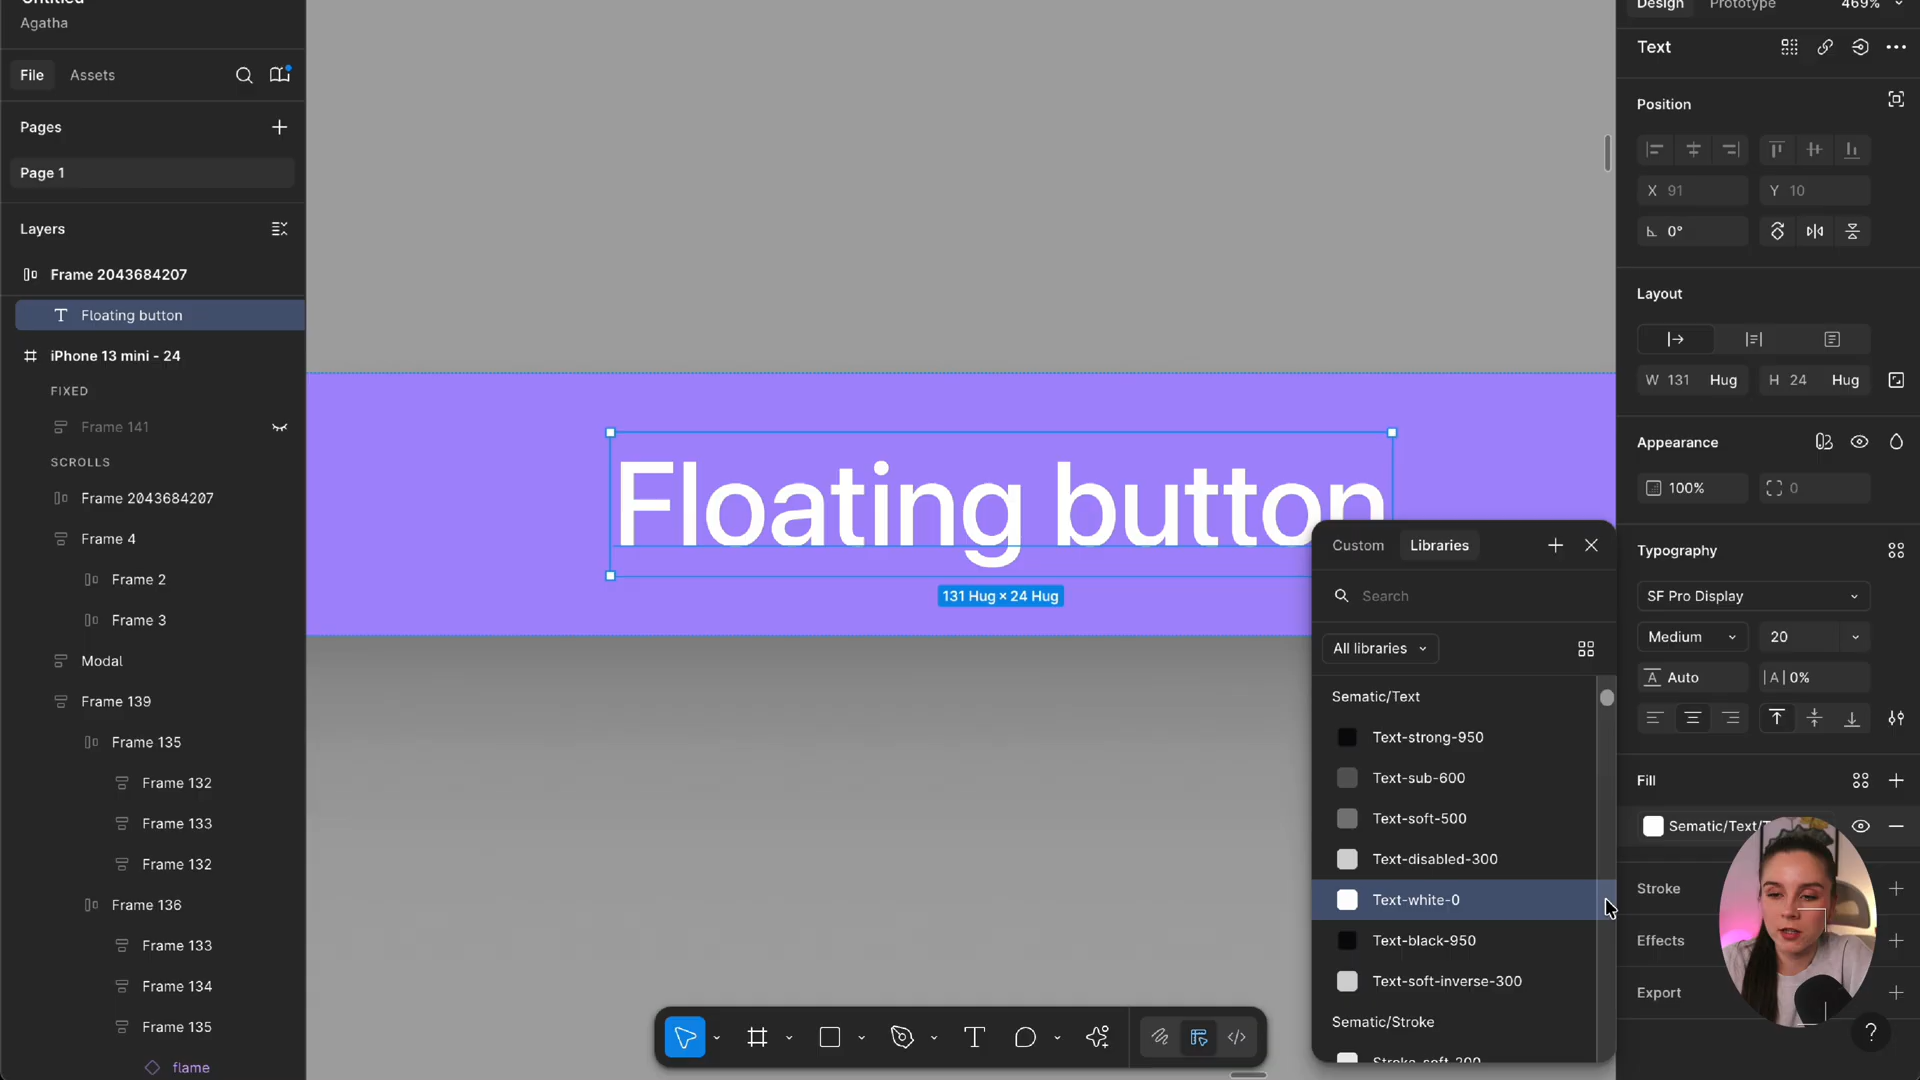 Untitled
Agatha
File
Assets
Pages
Page 1
Layers
Frame 2043684207
Floating button
iPhone 13 mini - 24
FIXED
Frame 141
SCROLLS
Frame 2043684207
Frame 4
Frame 2
Frame 3
Modal
Frame 139
Frame 135
Frame 132
Frame 133
Frame 132
Frame 136
Frame 133
Frame 134
Frame 135
flame
Floating button
131 Hug × 24 Hug
Custom
Libraries
Search
All libraries
Sematic/Text
Text-strong-950
Text-sub-600
Text-soft-500
Text-disabled-300
Text-white-0
Text-black-950
Text-soft-inverse-300
Sematic/Stroke
Stroke-soft-200
Design
Prototype
469%
Text
Position
X 91
Y 10
0°
Layout
W 131 Hug
H 24 Hug
Appearance
100%
0
Typography
SF Pro Display
Medium
20
Auto
|A| 0%
Fill
Sematic/Text/
Stroke
Effects
Export
?